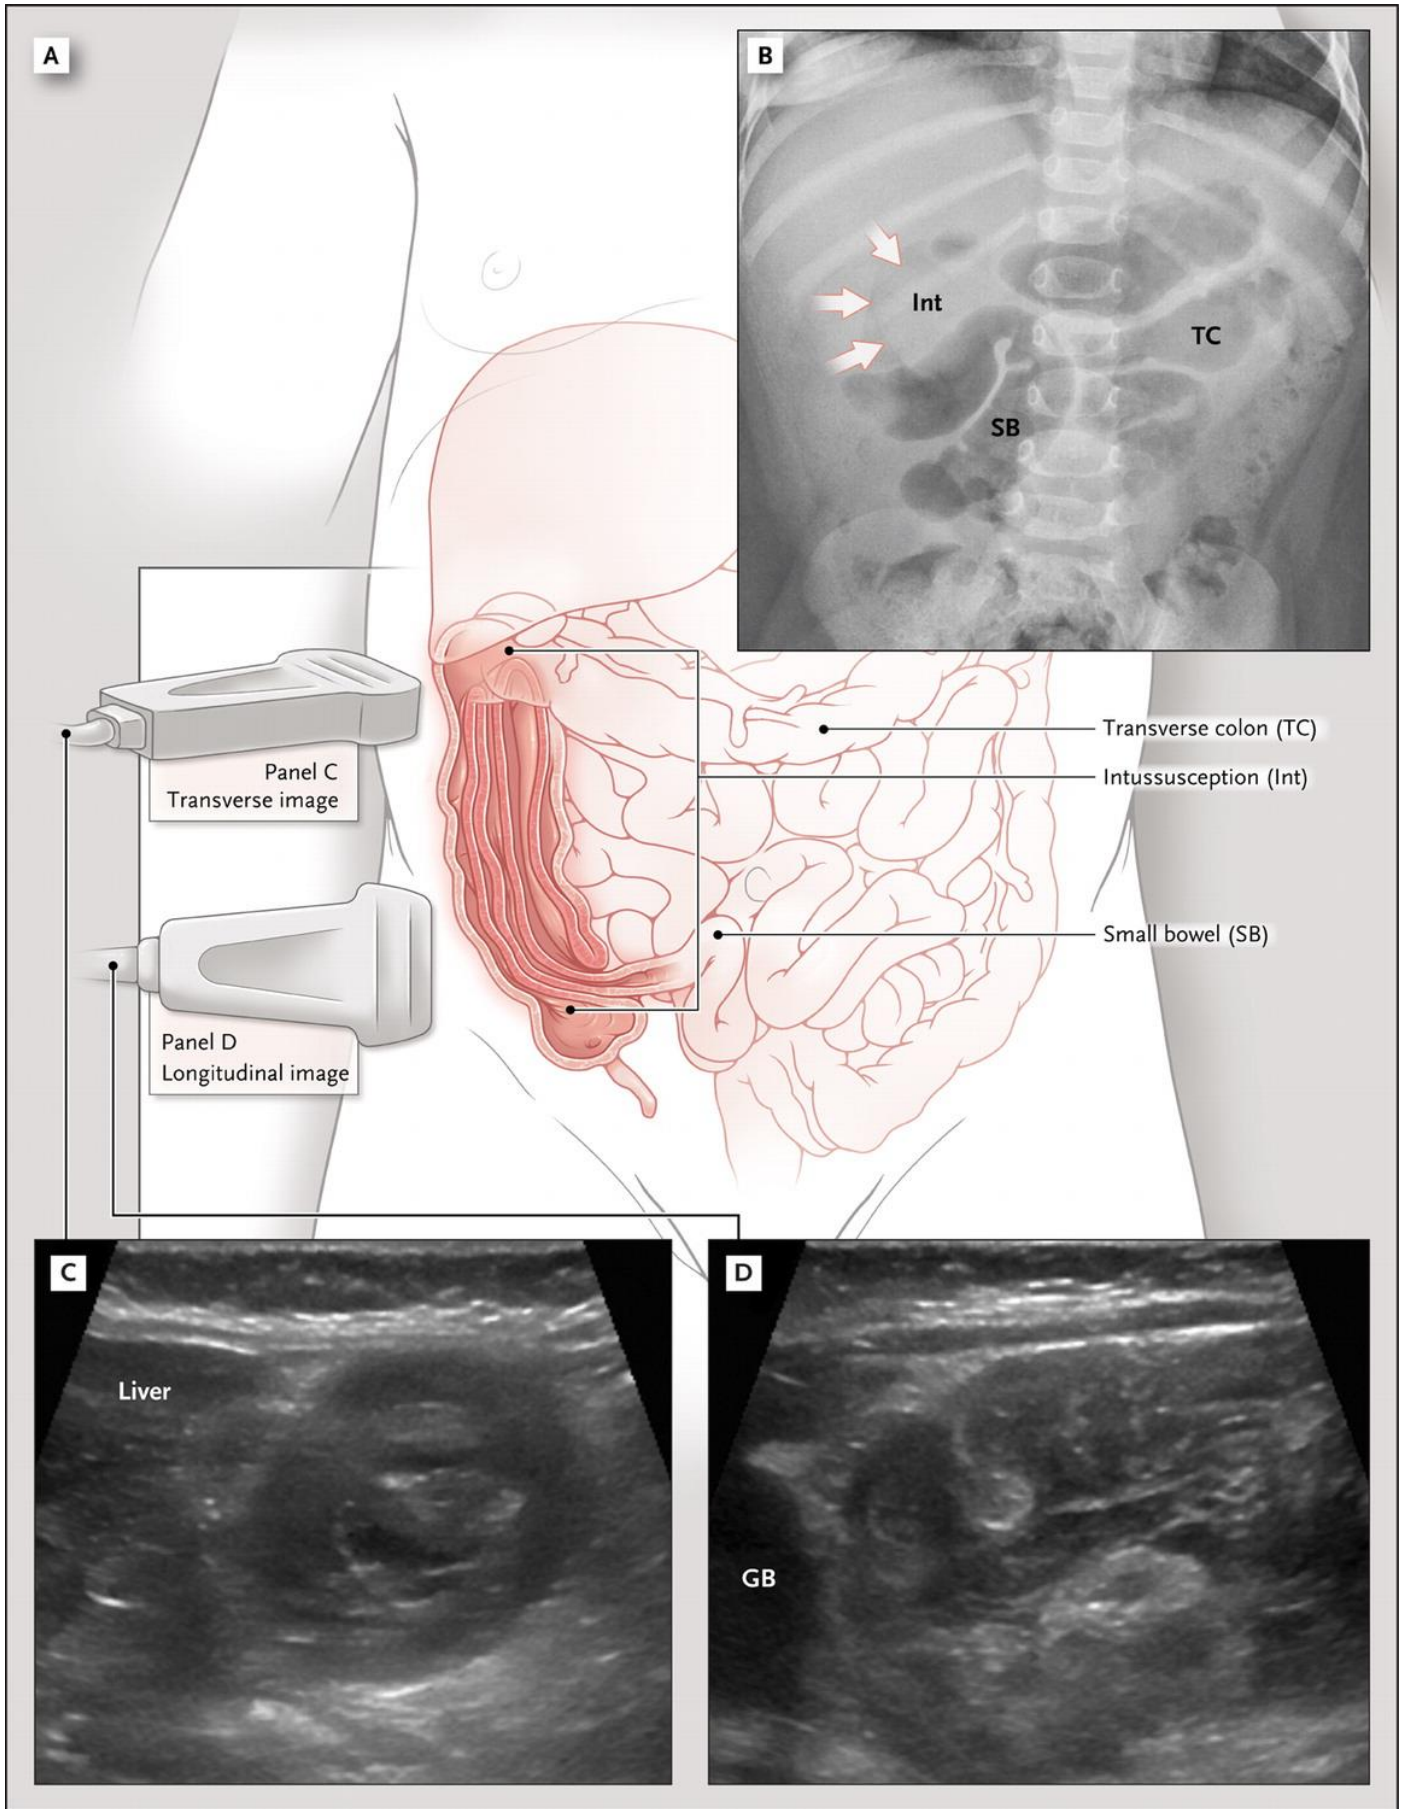 A
B
Int
TC
SB
Panel C
Transverse image
Transverse colon (TC)
Intussusception (Int)
Small bowel (SB)
Panel D
Longitudinal image
C
Liver
D
GB